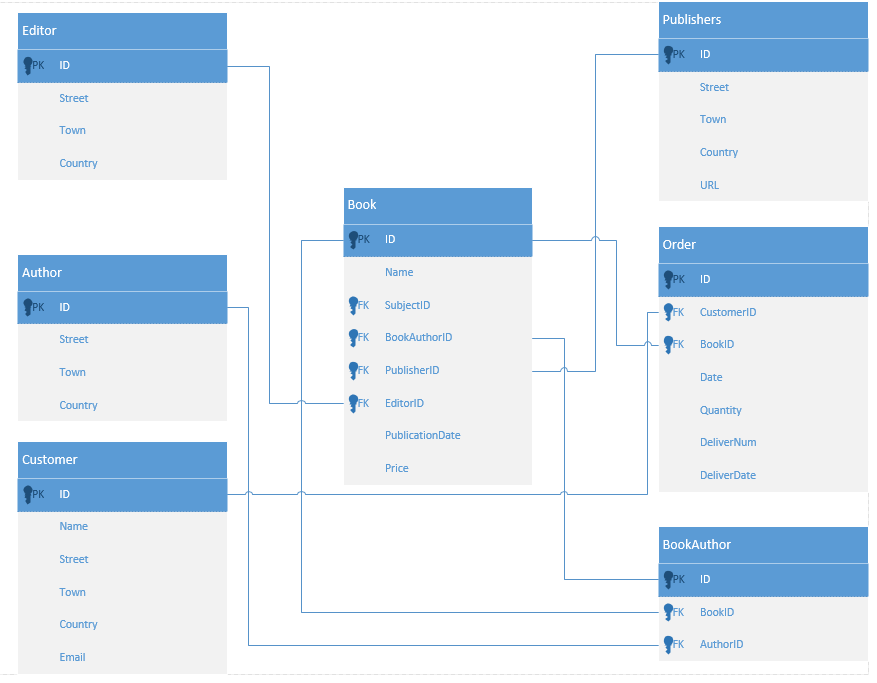 Editor
PK ID
Street
Town
Country
Author
PK ID
Street
Town
Country
Customer
PK ID
Name
Street
Town
Country
Email
Book
PK ID
Name
FK SubjectID
FK BookAuthorID
FK PublisherID
FK EditorID
PublicationDate
Price
Publishers
PK ID
Street
Town
Country
URL
Order
PK ID
FK CustomerID
FK BookID
Date
Quantity
DeliverNum
DeliverDate
BookAuthor
PK ID
FK BookID
FK AuthorID